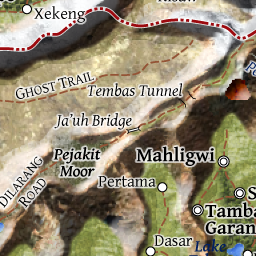 Xekeng
GHOST TRAIL
Tembas Tunnel
Ja'uh Bridge
Pejakit
Moor
Mahligwi
DILARANG
ROAD
Pertama
Tamba
Garan
Dasar
Lake